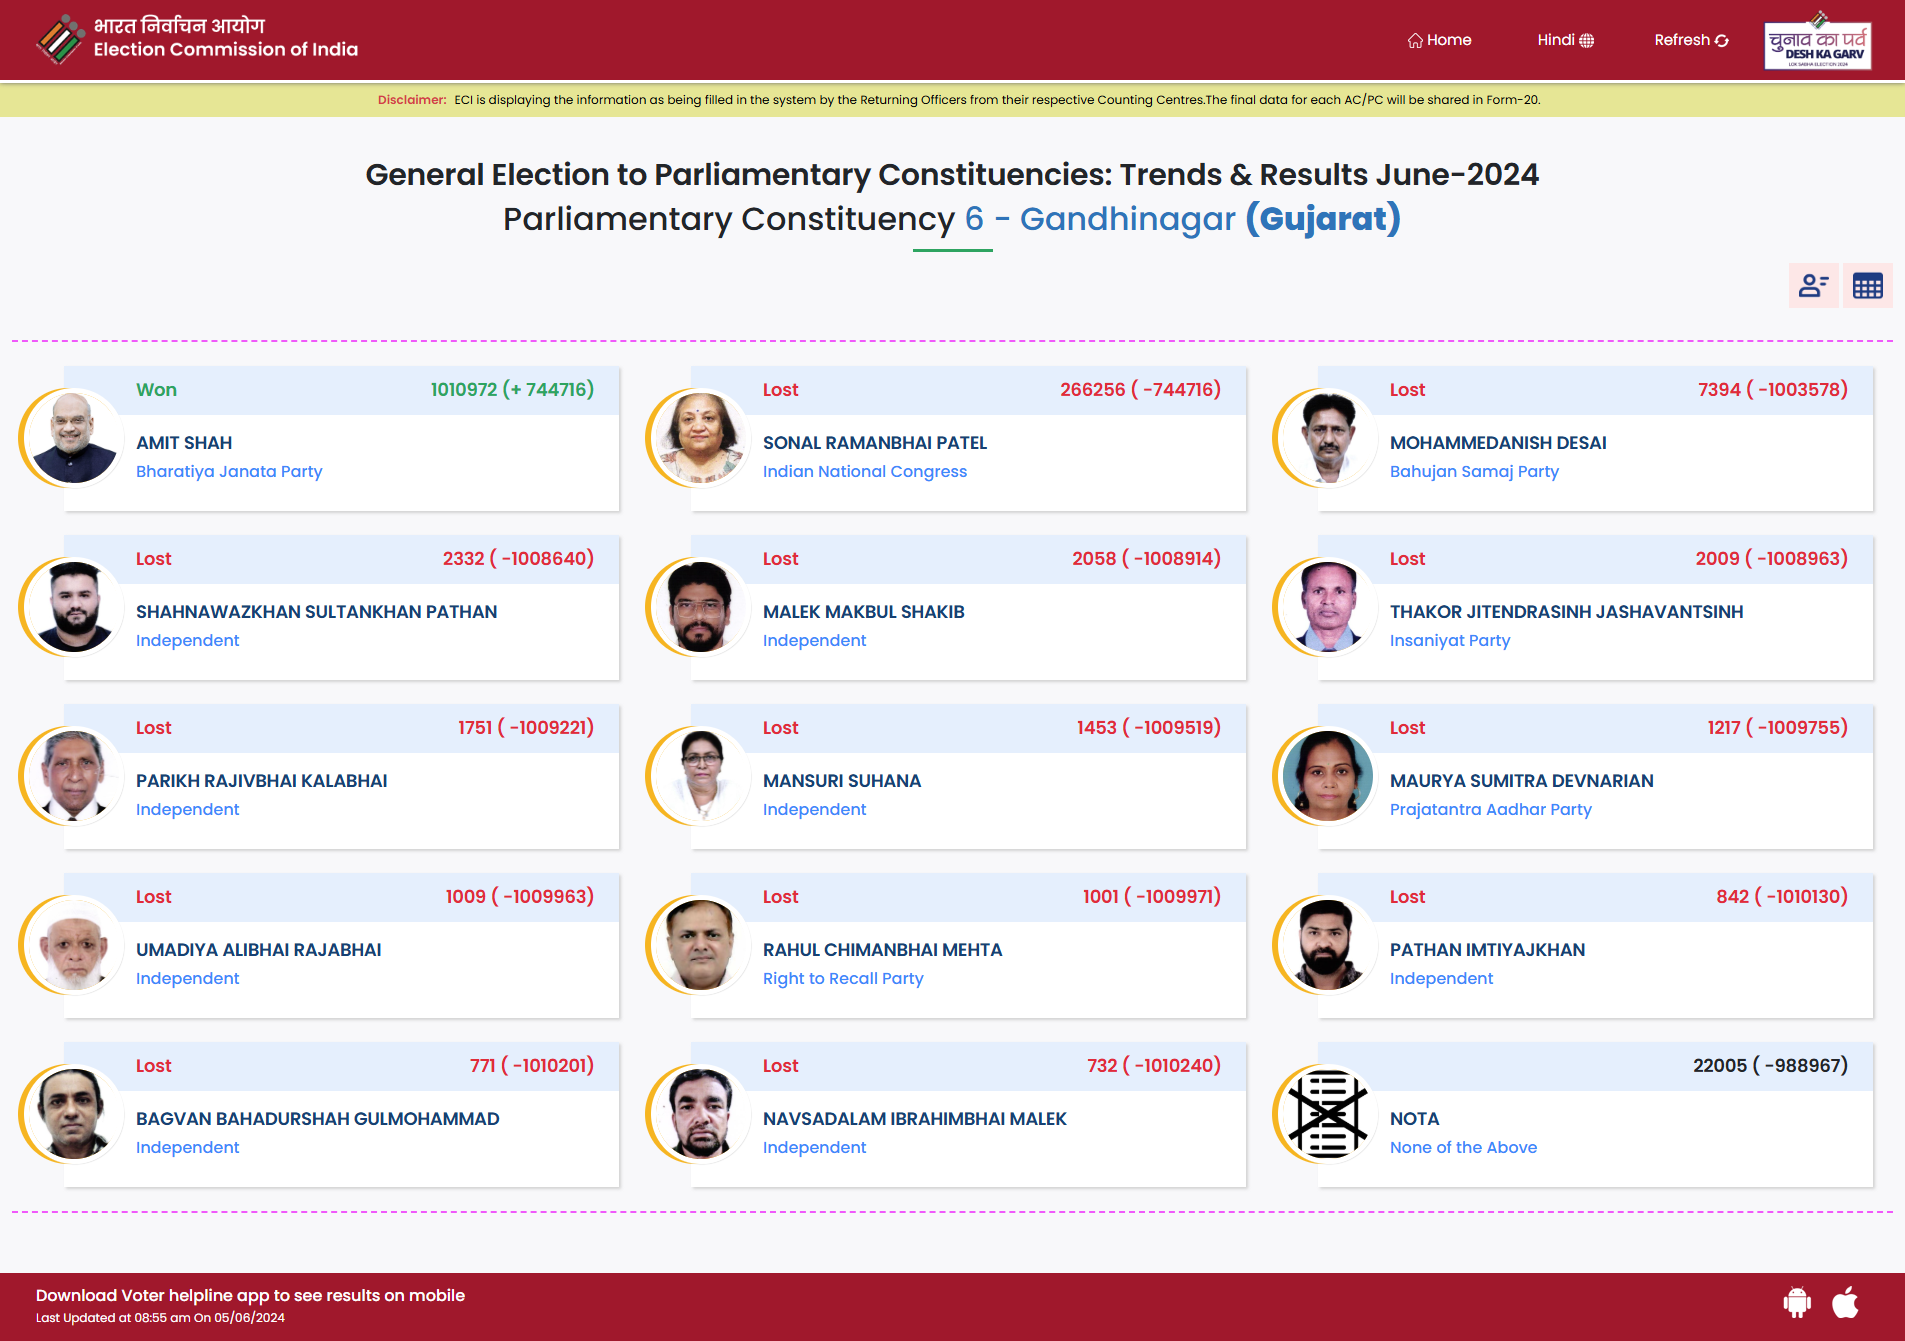 भारत निर्वाचन आयोग
Election Commission of India
Home
Hindi
Refresh
चुनाव का पर्व
DESH KA GARV
LOK SABHA ELECTION 2024
Disclaimer: ECI is displaying the information as being filled in the system by the Returning Officers from their respective Counting Centres.The final data for each AC/PC will be shared in Form-20.
General Election to Parliamentary Constituencies: Trends & Results June-2024
Parliamentary Constituency 6 - Gandhinagar (Gujarat)
Won 1010972 (+ 744716)
AMIT SHAH
Bharatiya Janata Party
Lost 266256 ( -744716)
SONAL RAMANBHAI PATEL
Indian National Congress
Lost 7394 ( -1003578)
MOHAMMEDANISH DESAI
Bahujan Samaj Party
Lost 2332 ( -1008640)
SHAHNAWAZKHAN SULTANKHAN PATHAN
Independent
Lost 2058 ( -1008914)
MALEK MAKBUL SHAKIB
Independent
Lost 2009 ( -1008963)
THAKOR JITENDRASINH JASHAVANTSINH
Insaniyat Party
Lost 1751 ( -1009221)
PARIKH RAJIVBHAI KALABHAI
Independent
Lost 1453 ( -1009519)
MANSURI SUHANA
Independent
Lost 1217 ( -1009755)
MAURYA SUMITRA DEVNARIAN
Prajatantra Aadhar Party
Lost 1009 ( -1009963)
UMADIYA ALIBHAI RAJABHAI
Independent
Lost 1001 ( -1009971)
RAHUL CHIMANBHAI MEHTA
Right to Recall Party
Lost 842 ( -1010130)
PATHAN IMTIYAJKHAN
Independent
Lost 771 ( -1010201)
BAGVAN BAHADURSHAH GULMOHAMMAD
Independent
Lost 732 ( -1010240)
NAVSADALAM IBRAHIMBHAI MALEK
Independent
22005 ( -988967)
NOTA
None of the Above
Download Voter helpline app to see results on mobile
Last Updated at 08:55 am On 05/06/2024